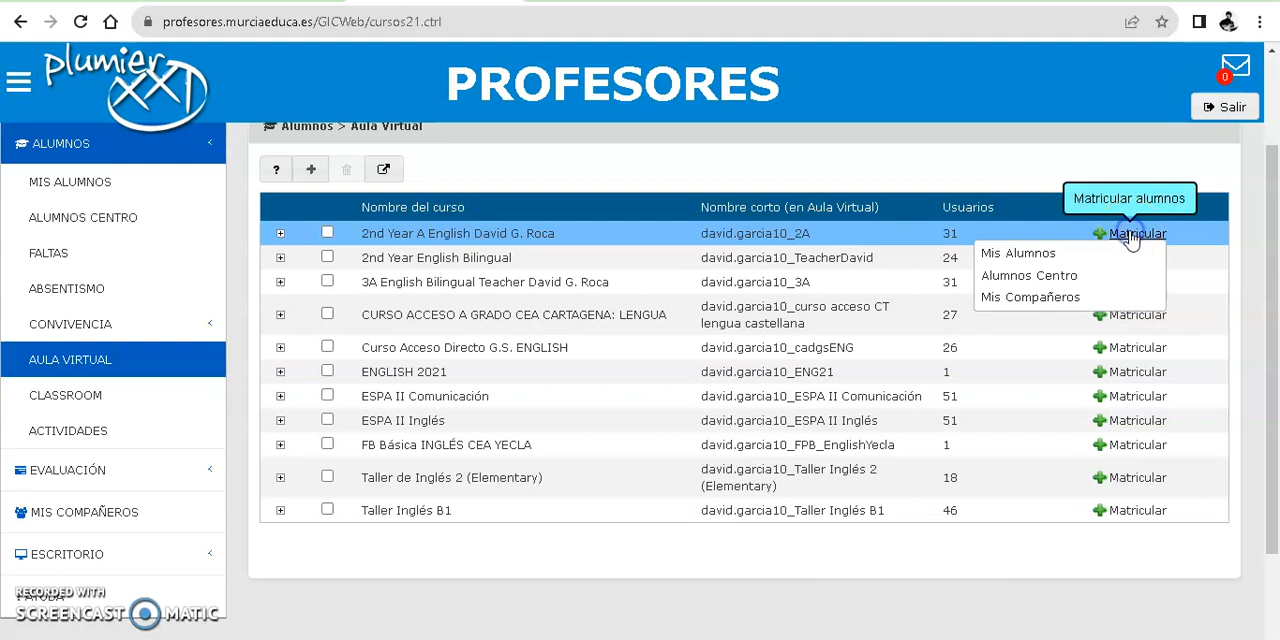 profesores.murciaeduca.es/GICWeb/cursos21.ctrl
plumier
XXI
PROFESORES
0
Salir
ALUMNOS
MIS ALUMNOS
ALUMNOS CENTRO
FALTAS
ABSENTISMO
CONVIVENCIA
AULA VIRTUAL
CLASSROOM
ACTIVIDADES
EVALUACIÓN
MIS COMPAÑEROS
ESCRITORIO
AYUDA
RECORDED WITH
SCREENCAST MATIC
Alumnos > Aula Virtual
?
Matricular alumnos
Nombre del curso Nombre corto (en Aula Virtual) Usuarios
2nd Year A English David G. Roca david.garcia10_2A 31 Matricular
Mis Alumnos
Alumnos Centro
Mis Compañeros
2nd Year English Bilingual david.garcia10_TeacherDavid 24
3A English Bilingual Teacher David G. Roca david.garcia10_3A 31
CURSO ACCESO A GRADO CEA CARTAGENA: LENGUA david.garcia10_curso acceso CT
lengua castellana 27 Matricular
Curso Acceso Directo G.S. ENGLISH david.garcia10_cadgsENG 26 Matricular
ENGLISH 2021 david.garcia10_ENG21 1 Matricular
ESPA II Comunicación david.garcia10_ESPA II Comunicación 51 Matricular
ESPA II Inglés david.garcia10_ESPA II Inglés 51 Matricular
FB Básica INGLÉS CEA YECLA david.garcia10_FPB_EnglishYecla 1 Matricular
Taller de Inglés 2 (Elementary) david.garcia10_Taller Inglés 2
(Elementary) 18 Matricular
Taller Inglés B1 david.garcia10_Taller Inglés B1 46 Matricular